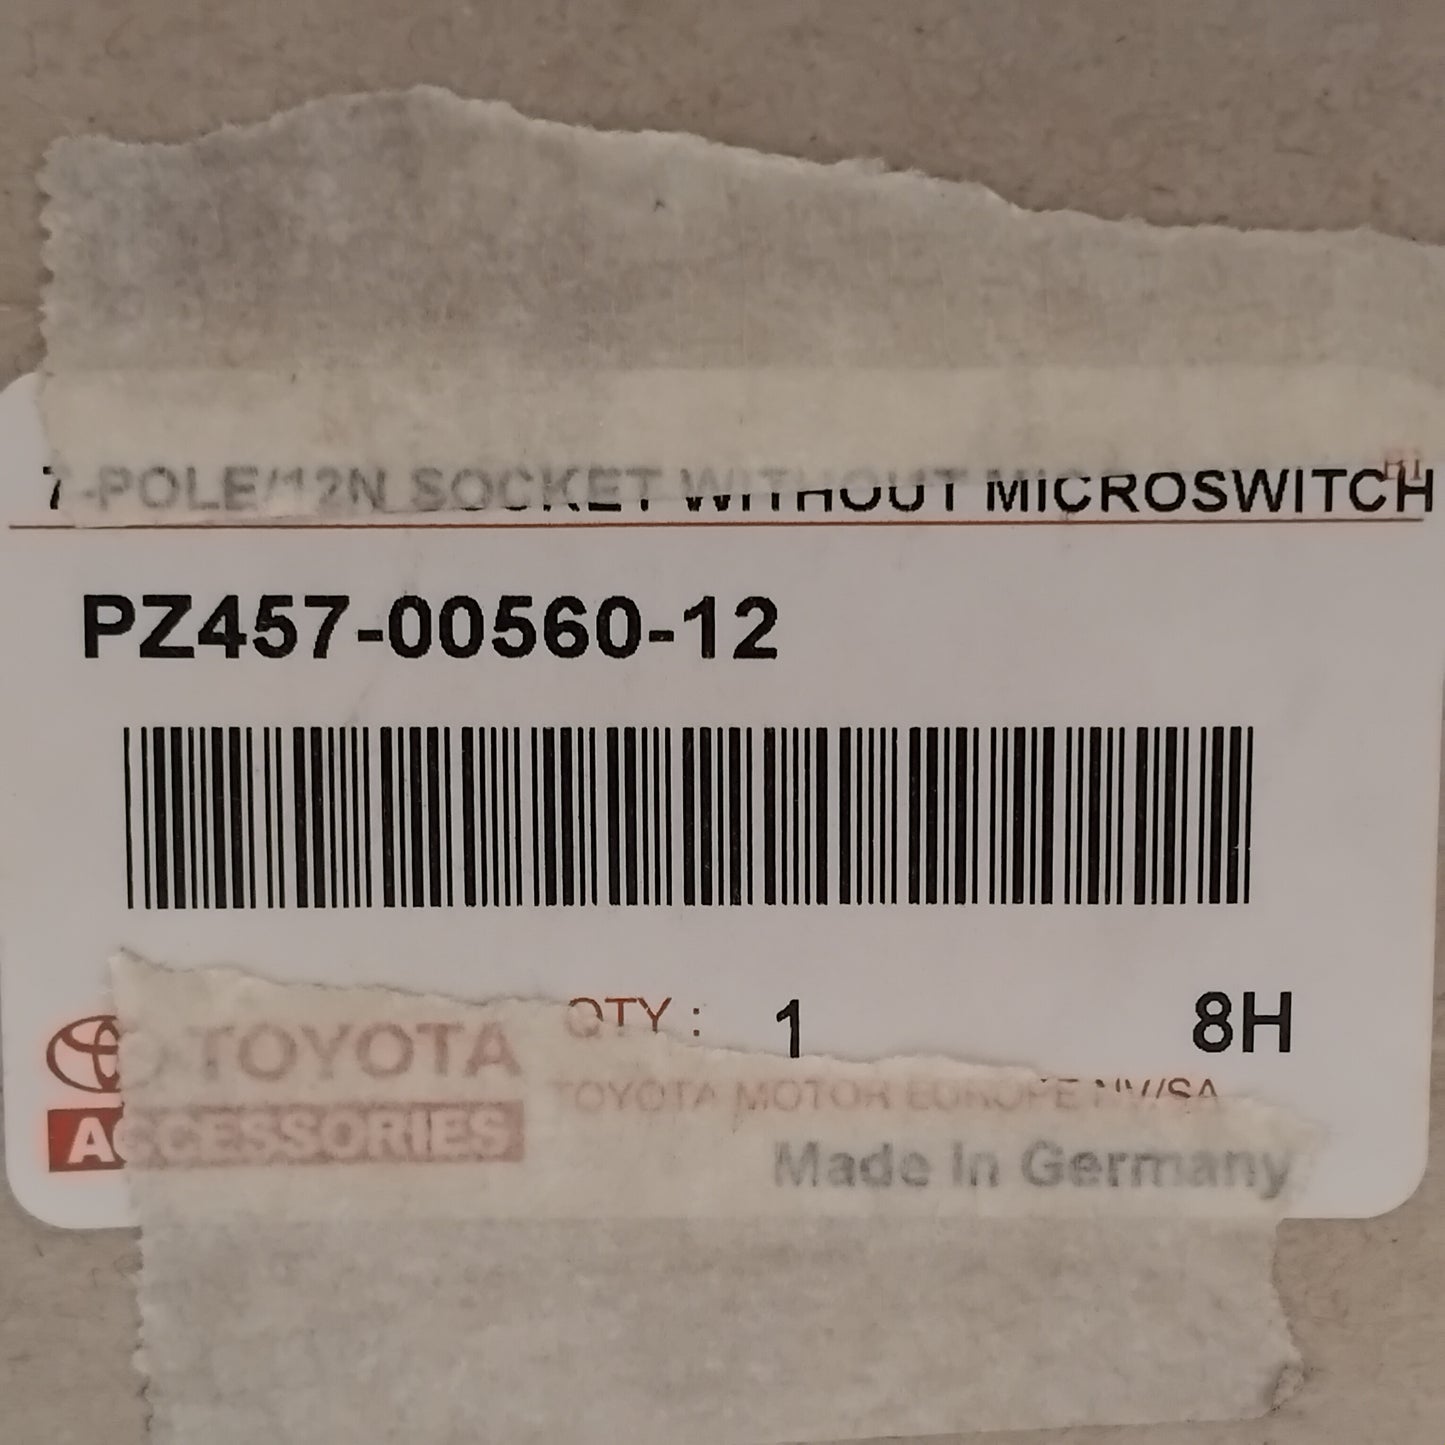 7-POLE/12N SOCKET WITHOUT MICROSWITCH
PZ457-00560-12
QTY : 1 8H
TOYOTA
ACCESSORIES
TOYOTA MOTOR EUROPE NV/SA
Made In Germany